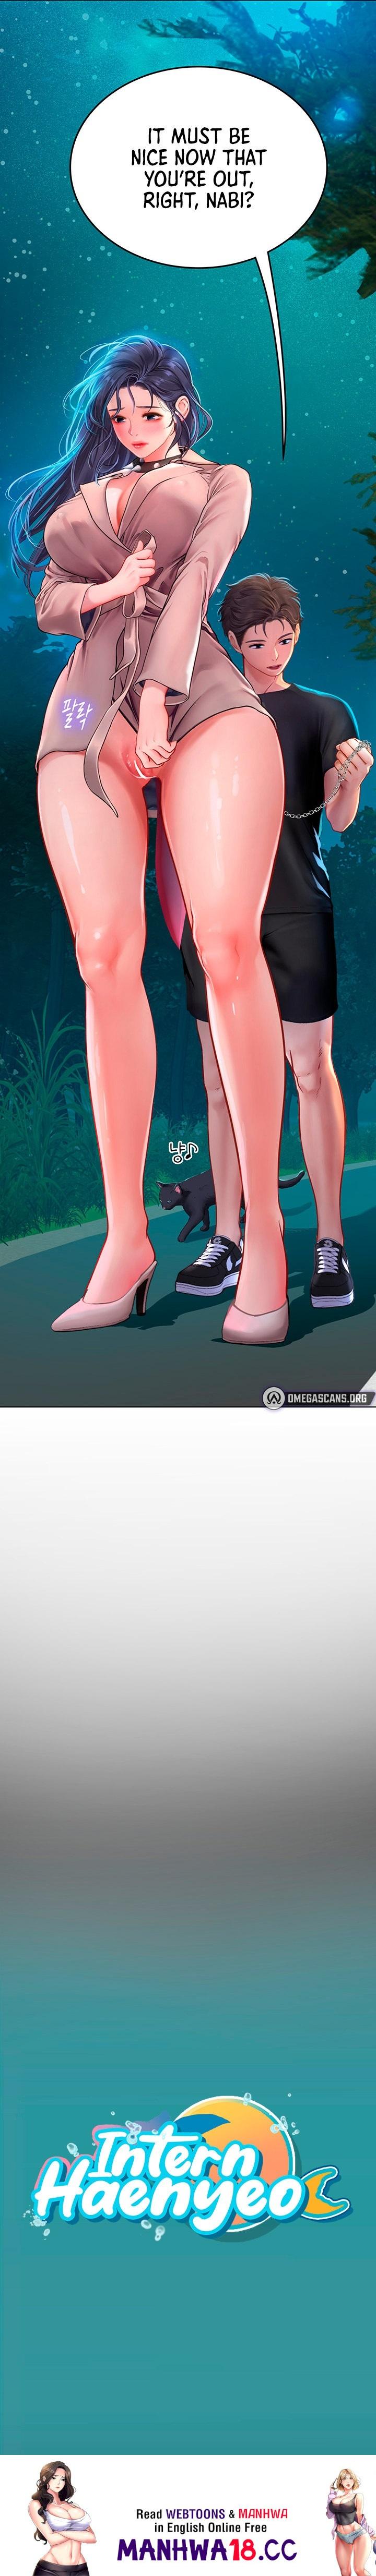 IT MUST BE
NICE NOW THAT
YOU'RE OUT,
RIGHT, NABI?
팔락
냥♪
OMEGASCANS.ORG
Intern
Haenyeo
Read WEBTOONS & MANHWA
in English Online Free
MANHWA18.CC